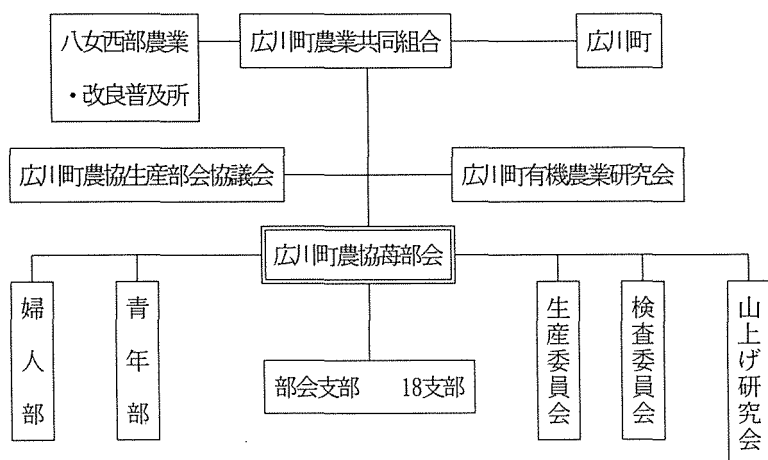 八女西部農業
・改良普及所
広川町農業共同組合
広川町
広川町農協生産部会協議会
広川町有機農業研究会
広川町農協苺部会
婦人部
青年部
部会支部 18支部
生産委員会
検査委員会
山上げ研究会